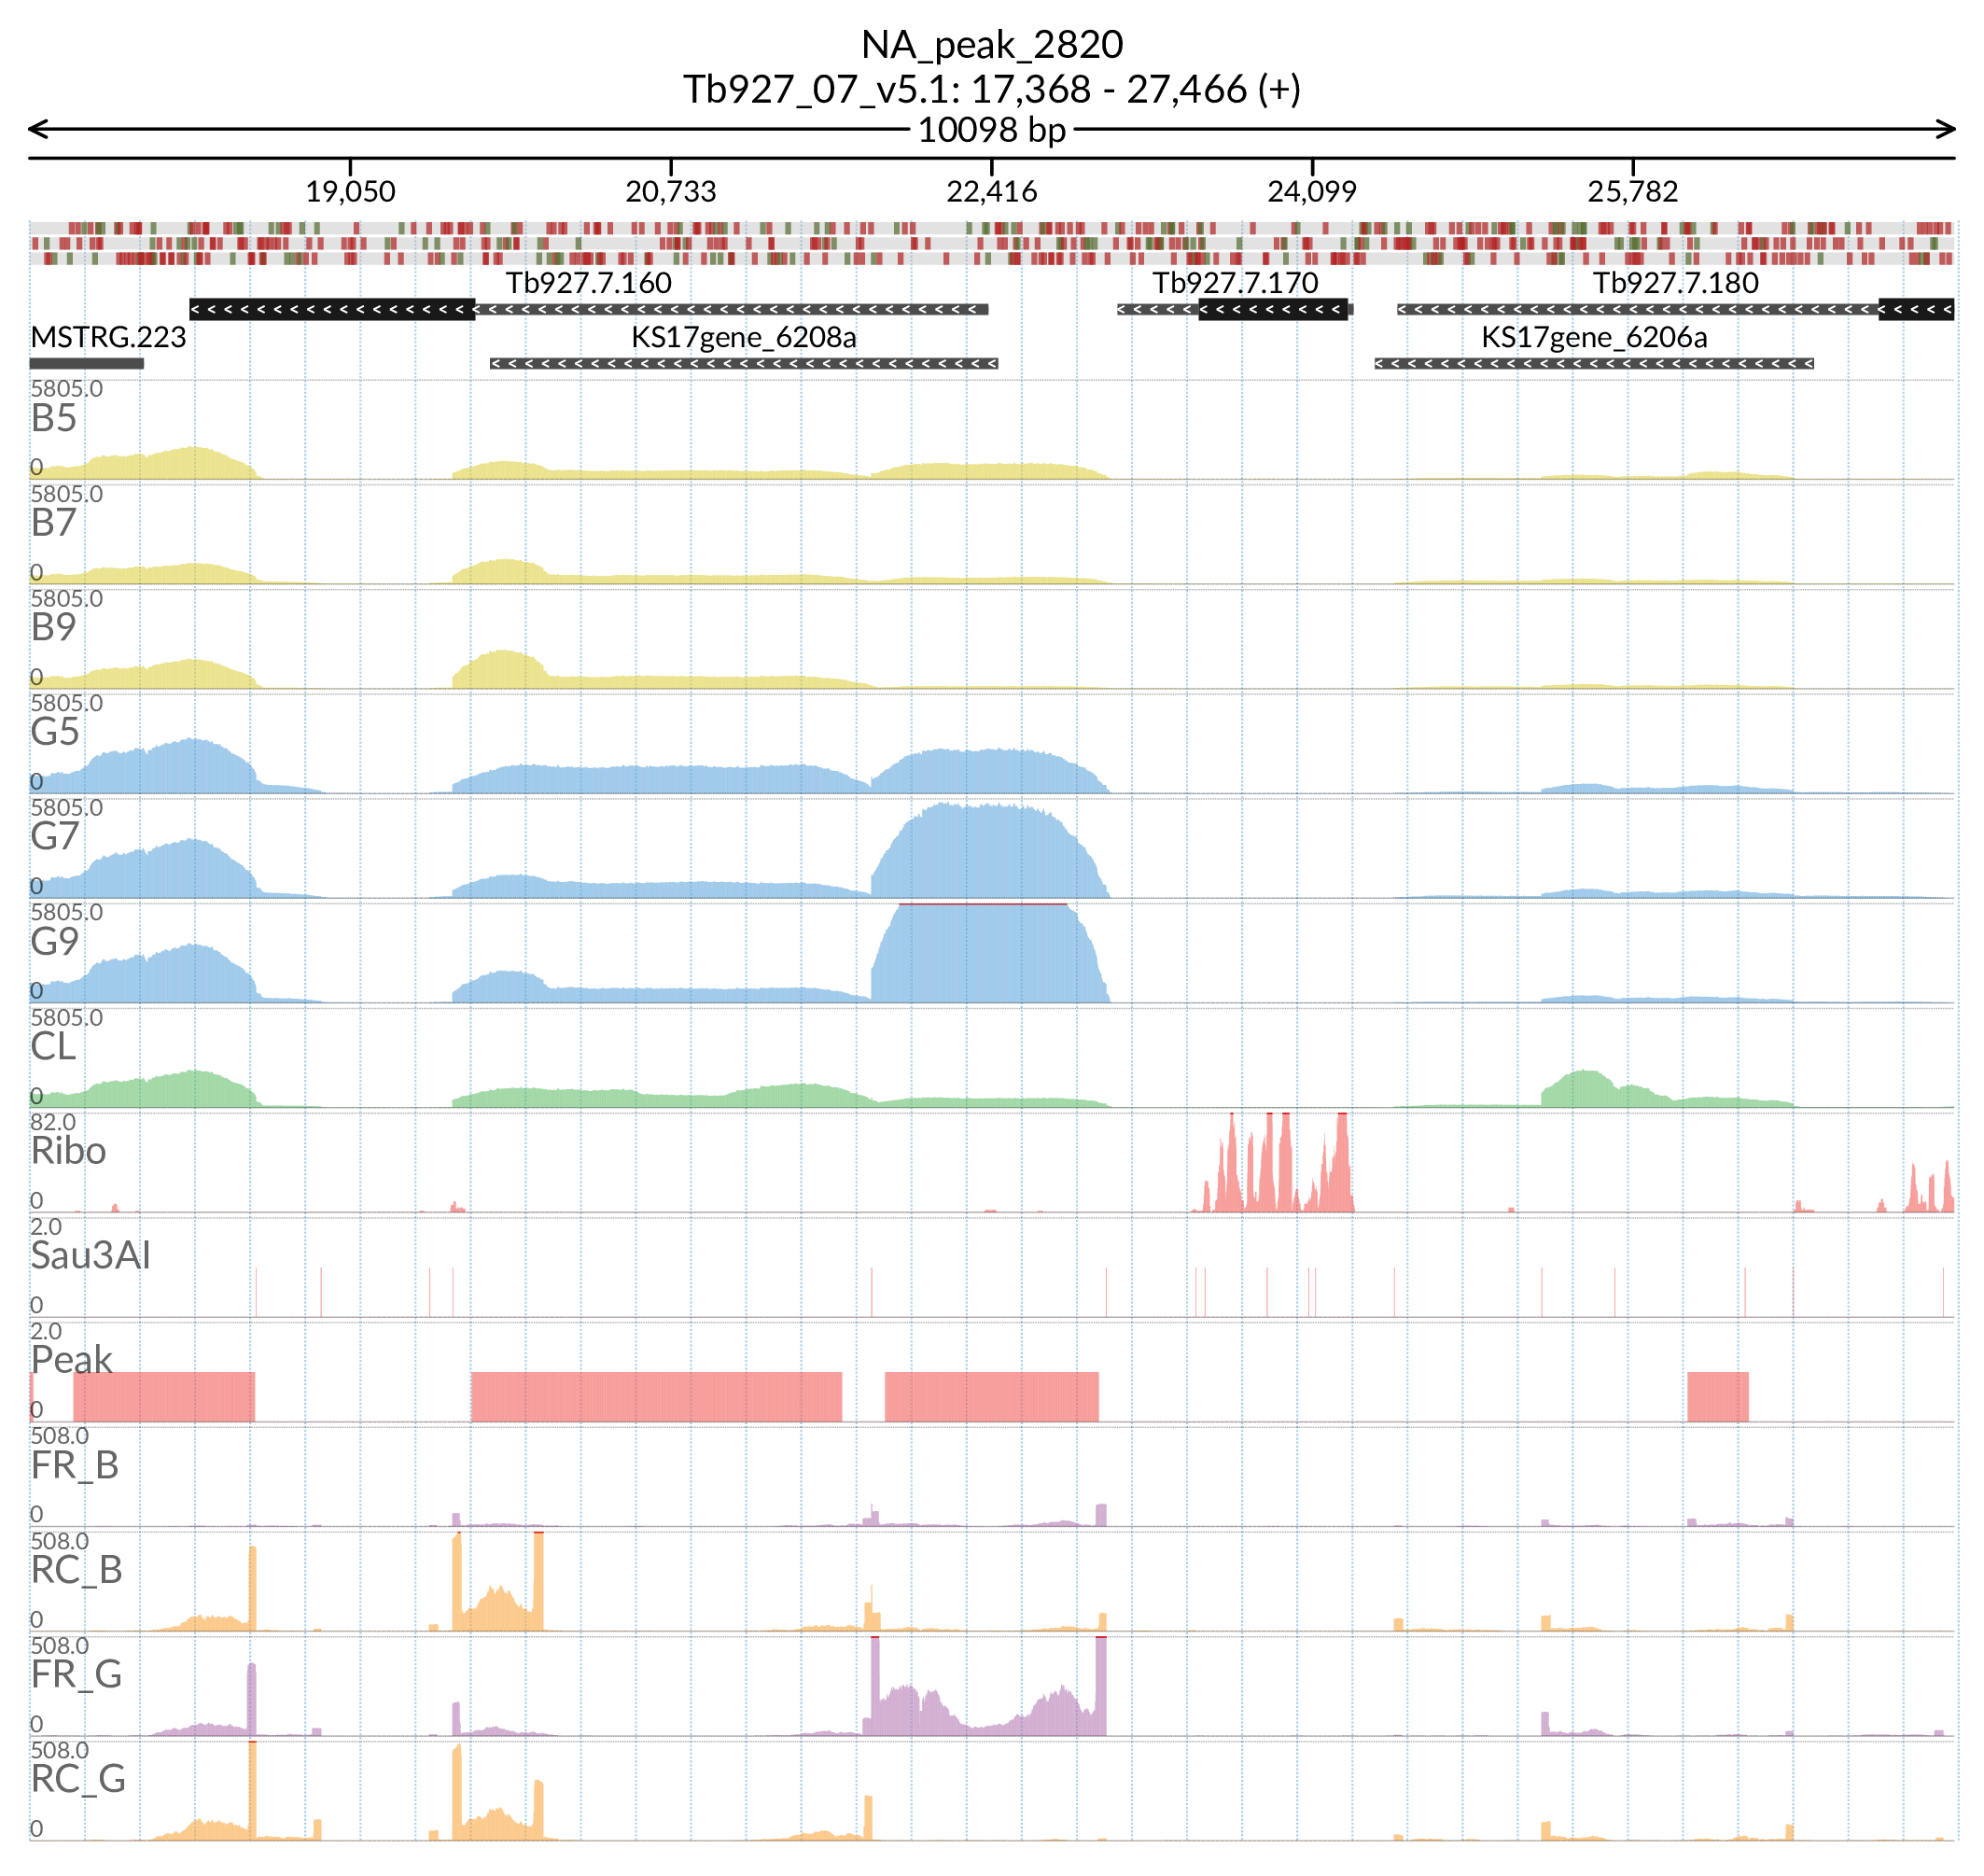 NA_peak_2820
Tb927_07_v5.1: 17,368 - 27,466 (+)
10098 bp
19,050 20,733 22,416 24,099 25,782
Tb927.7.160 Tb927.7.170 Tb927.7.180
MSTRG.223 KS17gene_6208a KS17gene_6206a
5805.0
B5
0
5805.0
B7
0
5805.0
B9
0
5805.0
G5
0
5805.0
G7
0
5805.0
G9
0
5805.0
CL
0
82.0
Ribo
0
2.0
Sau3AI
0
2.0
Peak
0
508.0
FR_B
0
508.0
RC_B
0
508.0
FR_G
0
508.0
RC_G
0